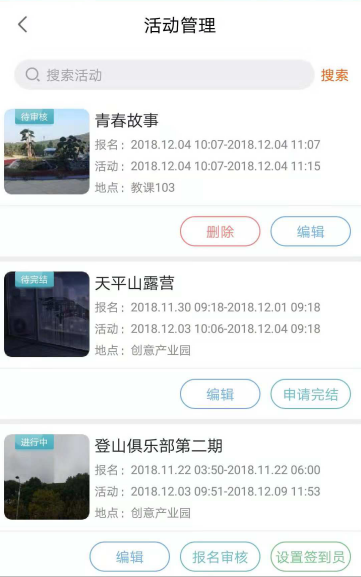 活动管理
搜索活动
搜索
待审核
青春故事
报名：2018.12.04 10:07-2018.12.04 11:07
活动：2018.12.04 10:07-2018.12.04 11:15
地点：教课103
删除
编辑
待完结
天平山露营
报名：2018.11.30 09:18-2018.12.01 09:18
活动：2018.12.03 10:06-2018.12.04 09:18
地点：创意产业园
编辑
申请完结
进行中
登山俱乐部第二期
报名：2018.11.22 03:50-2018.11.22 06:00
活动：2018.12.03 09:51-2018.12.09 11:53
地点：创意产业园
编辑
报名审核
设置签到员